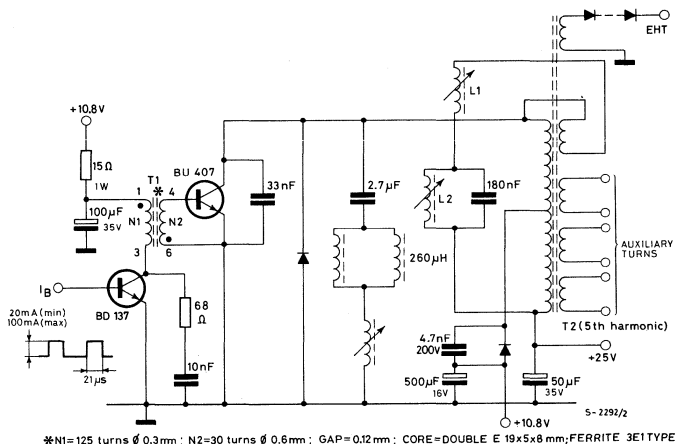 EHT
L1
+10.8V
15Ω
1W
T1
*
BU 407
1
4
N1
N2
3
6
100µF
35V
33nF
2.7µF
L2
180nF
260µH
AUXILIARY
TURNS
I_B
BD 137
20mA(min)
100mA(max)
21µs
68
Ω
10nF
4.7nF
200V
500µF
16V
T2(5th harmonic)
+25V
50µF
35V
S-2292/2
+10.8V
*N1=125 turns Ø 0.3mm; N2=30 turns Ø 0.6mm; GAP=0.12mm; CORE=DOUBLE E 19x5x8mm;FERRITE 3E1TYPE